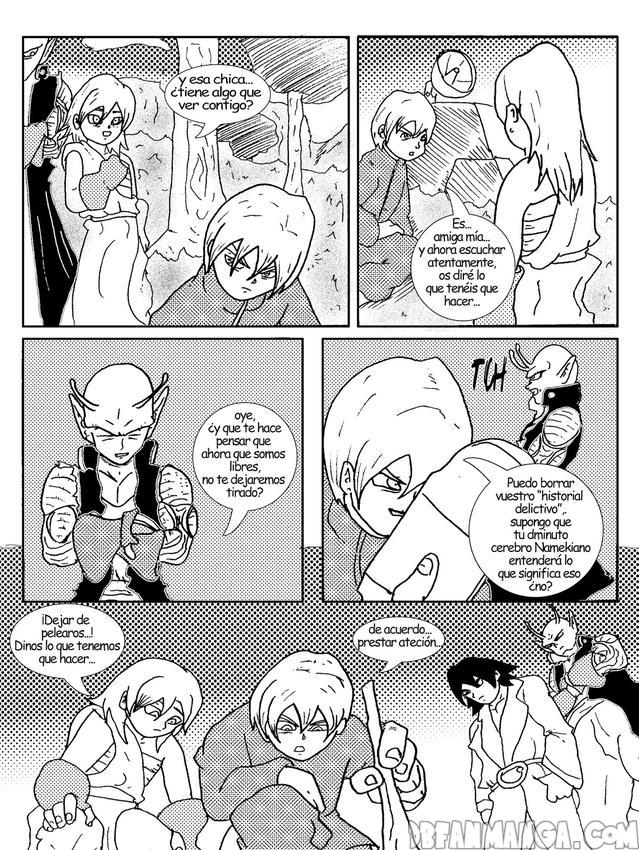 y esa chica...
¿tiene algo que
ver contigo?
Es...
amiga mía...
y ahora escuchar
atentamente,
os diré lo
que tenéis que
hacer...
oye,
¿y que te hace
pensar que
ahora que somos
libres,
no te dejaremos
tirado?
TCH
Puedo borrar
vuestro "historial
delictivo",.
supongo que
tu dminuto
cerebro Namekiano
entenderá lo
que significa eso
¿no?
¡Dejar de
pelearos...!
Dinos lo que tenemos
que hacer...
de acuerdo...
prestar ateción..
DBFANMANGA.COM